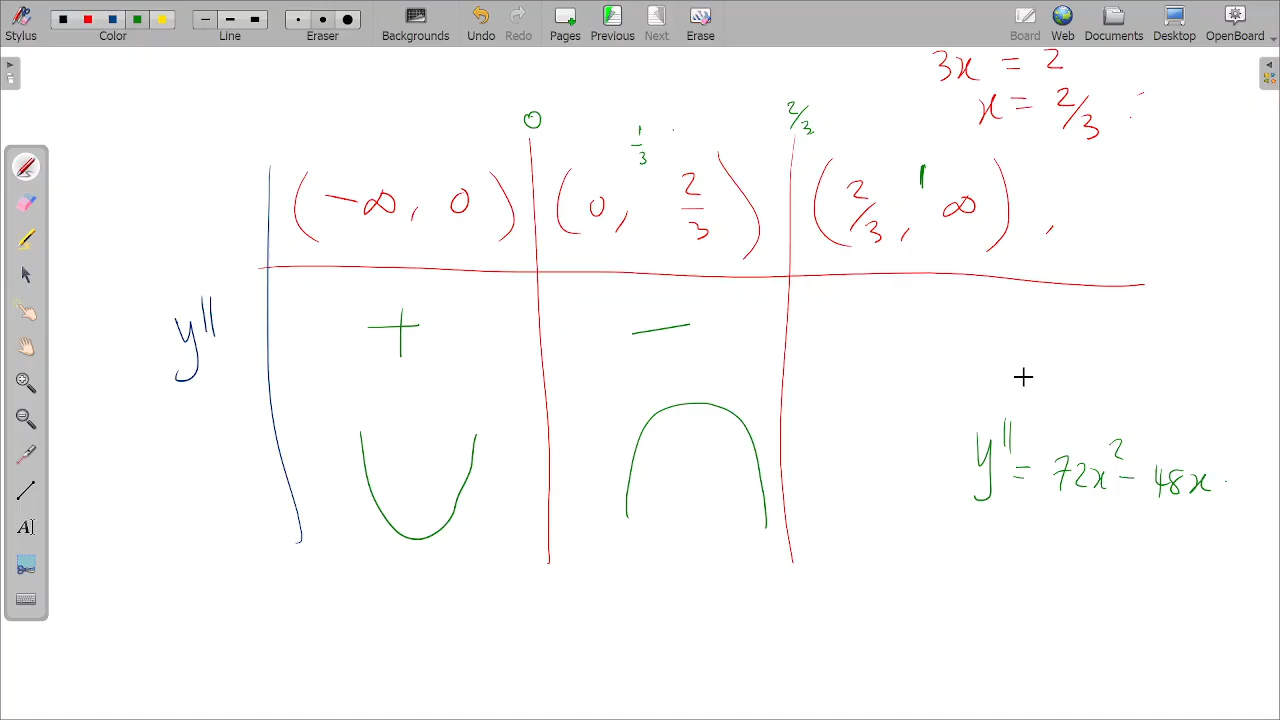 Stylus Color Line Eraser Backgrounds Undo Redo Pages Previous Next Erase Board Web Documents Desktop OpenBoard
3x = 2
x = 2/3
0 1/3 2/3
(-∞, 0) (0, 2/3) (2/3, ∞) ,
1
y'' + -
y'' = 72x² - 48x
A